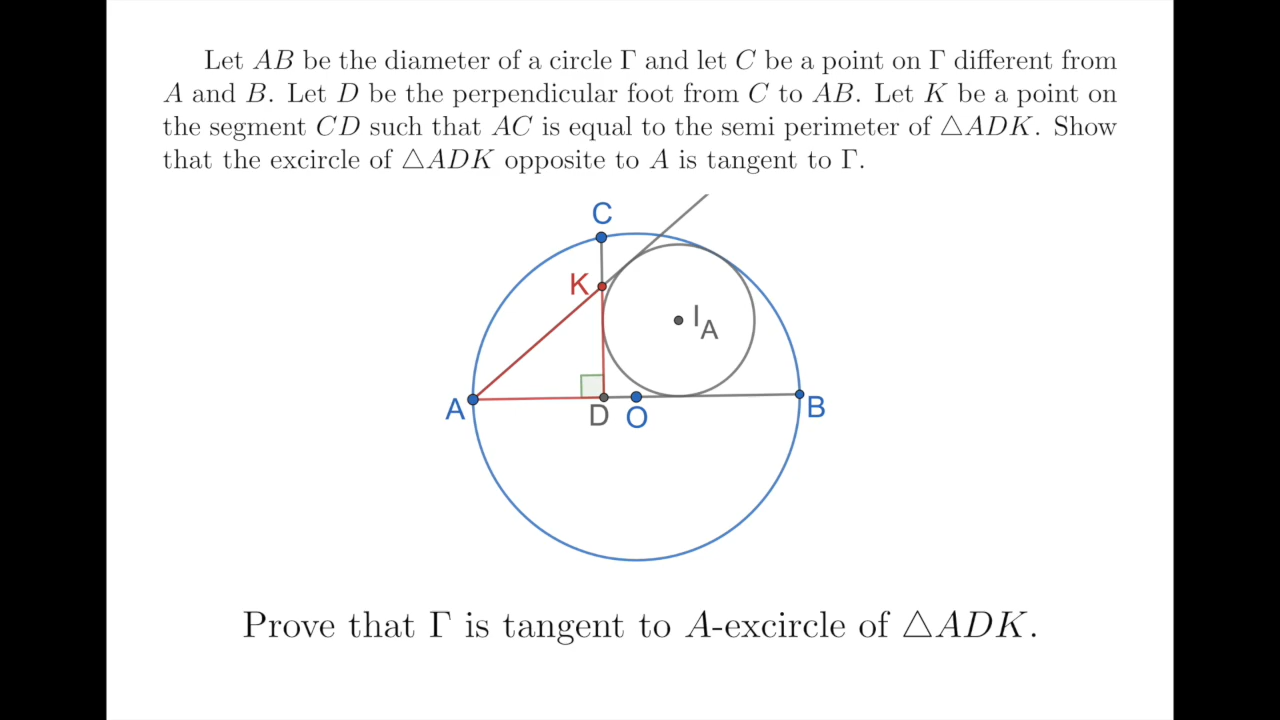 Let AB be the diameter of a circle Γ and let C be a point on Γ different from
A and B. Let D be the perpendicular foot from C to AB. Let K be a point on
the segment CD such that AC is equal to the semi perimeter of △ADK. Show
that the excircle of △ADK opposite to A is tangent to Γ.
C
K
I_A
A
D
O
B
Prove that Γ is tangent to A-excircle of △ADK.